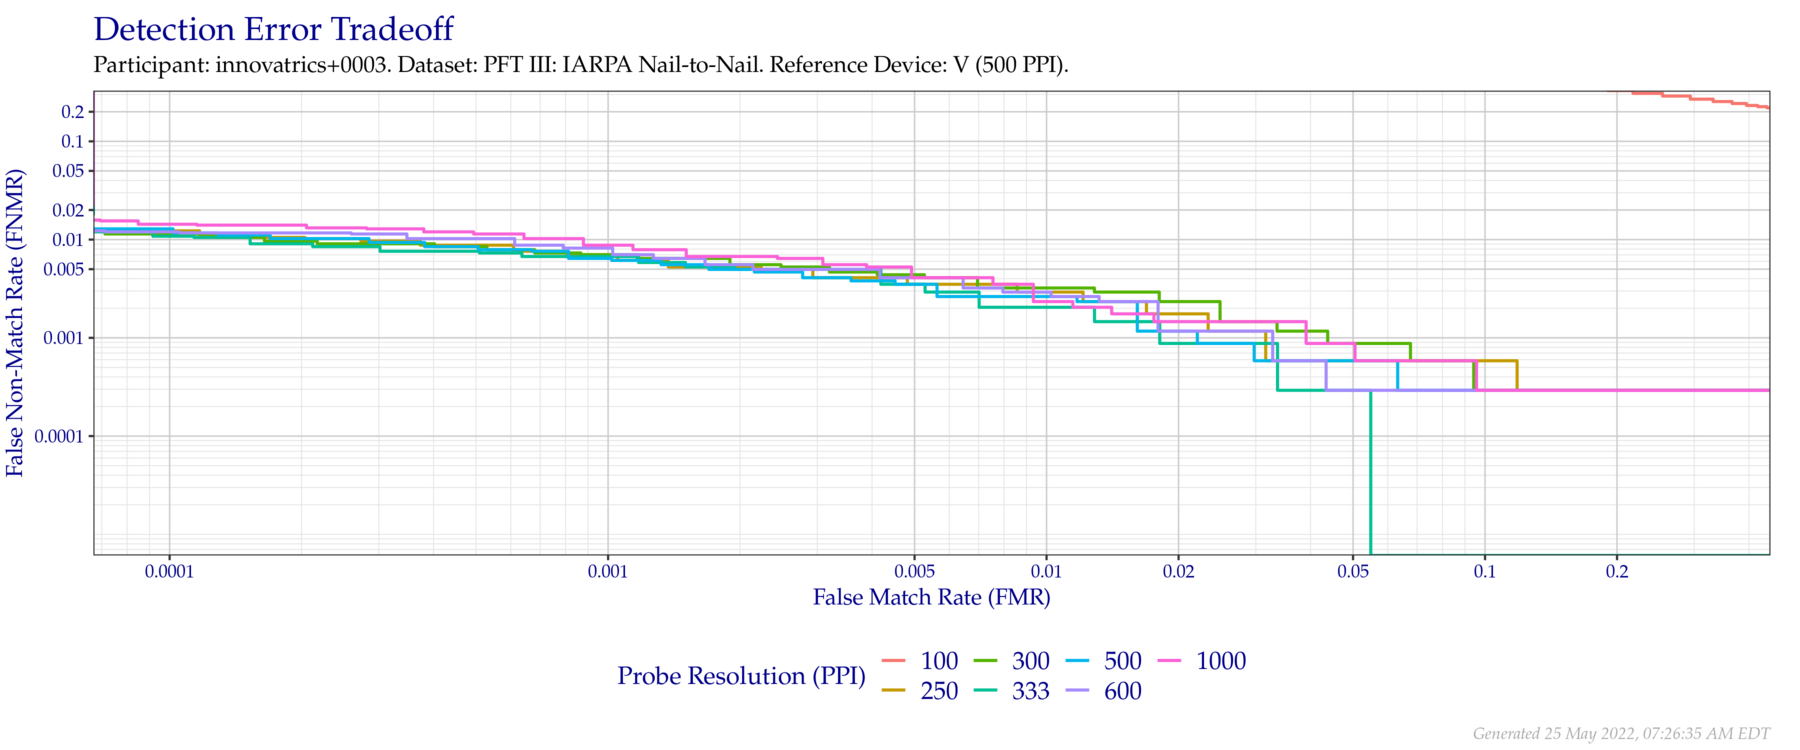 Detection Error Tradeoff
Participant: innovatrics+0003. Dataset: PFT III: IARPA Nail-to-Nail. Reference Device: V (500 PPI).
False Non-Match Rate (FNMR)
0.2
0.1
0.05
0.02
0.01
0.005
0.001
0.0001
0.0001 0.001 0.005 0.01 0.02 0.05 0.1 0.2
False Match Rate (FMR)
Probe Resolution (PPI)
100 300 500 1000
250 333 600
Generated 25 May 2022, 07:26:35 AM EDT